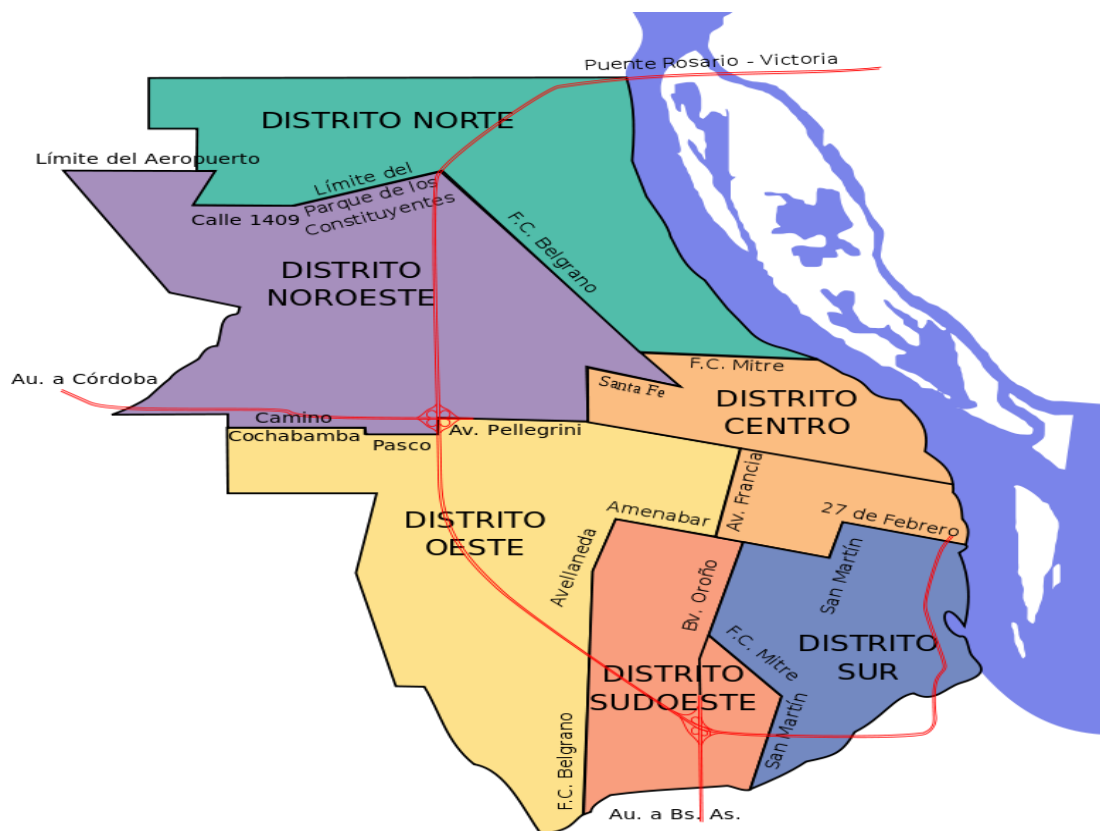 Puente Rosario - Victoria
DISTRITO NORTE
Límite del Aeropuerto
Límite del
Parque de los
Constituyentes
Calle 1409
F.C. Belgrano
DISTRITO
NOROESTE
F.C. Mitre
Au. a Córdoba
Santa Fe
DISTRITO
CENTRO
Camino
Cochabamba
Pasco
Av. Pellegrini
Av. Francia
Amenabar
27 de Febrero
DISTRITO
OESTE
Avellaneda
Bv. Oroño
San Martín
F.C. Mitre
DISTRITO
SUR
DISTRITO
SUDOESTE
San Martín
F.C. Belgrano
Au. a Bs. As.